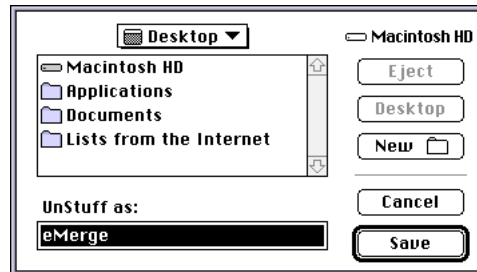 Desktop
Macintosh HD
Macintosh HD
Applications
Documents
Lists from the Internet
Eject
Desktop
New
UnStuff as:
eMerge
Cancel
Save